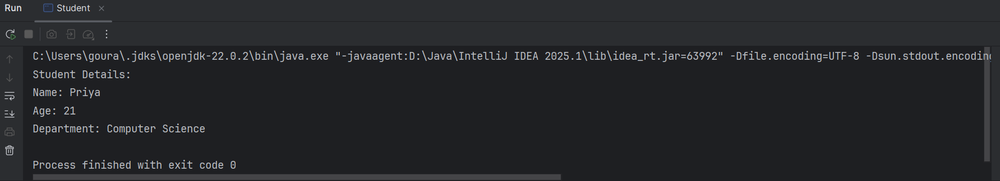 Run Student
C:\Users\goura\.jdks\openjdk-22.0.2\bin\java.exe "-javaagent:D:\Java\IntelliJ IDEA 2025.1\lib\idea_rt.jar=63992" -Dfile.encoding=UTF-8 -Dsun.stdout.encoding
Student Details:
Name: Priya
Age: 21
Department: Computer Science
Process finished with exit code 0